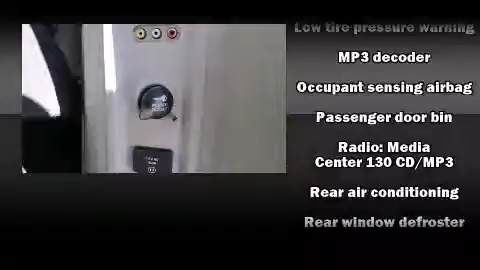 Low tire pressure warning
MP3 decoder
Occupant sensing airbag
Passenger door bin
Radio: Media
Center 130 CD/MP3
Rear air conditioning
Rear window defroster